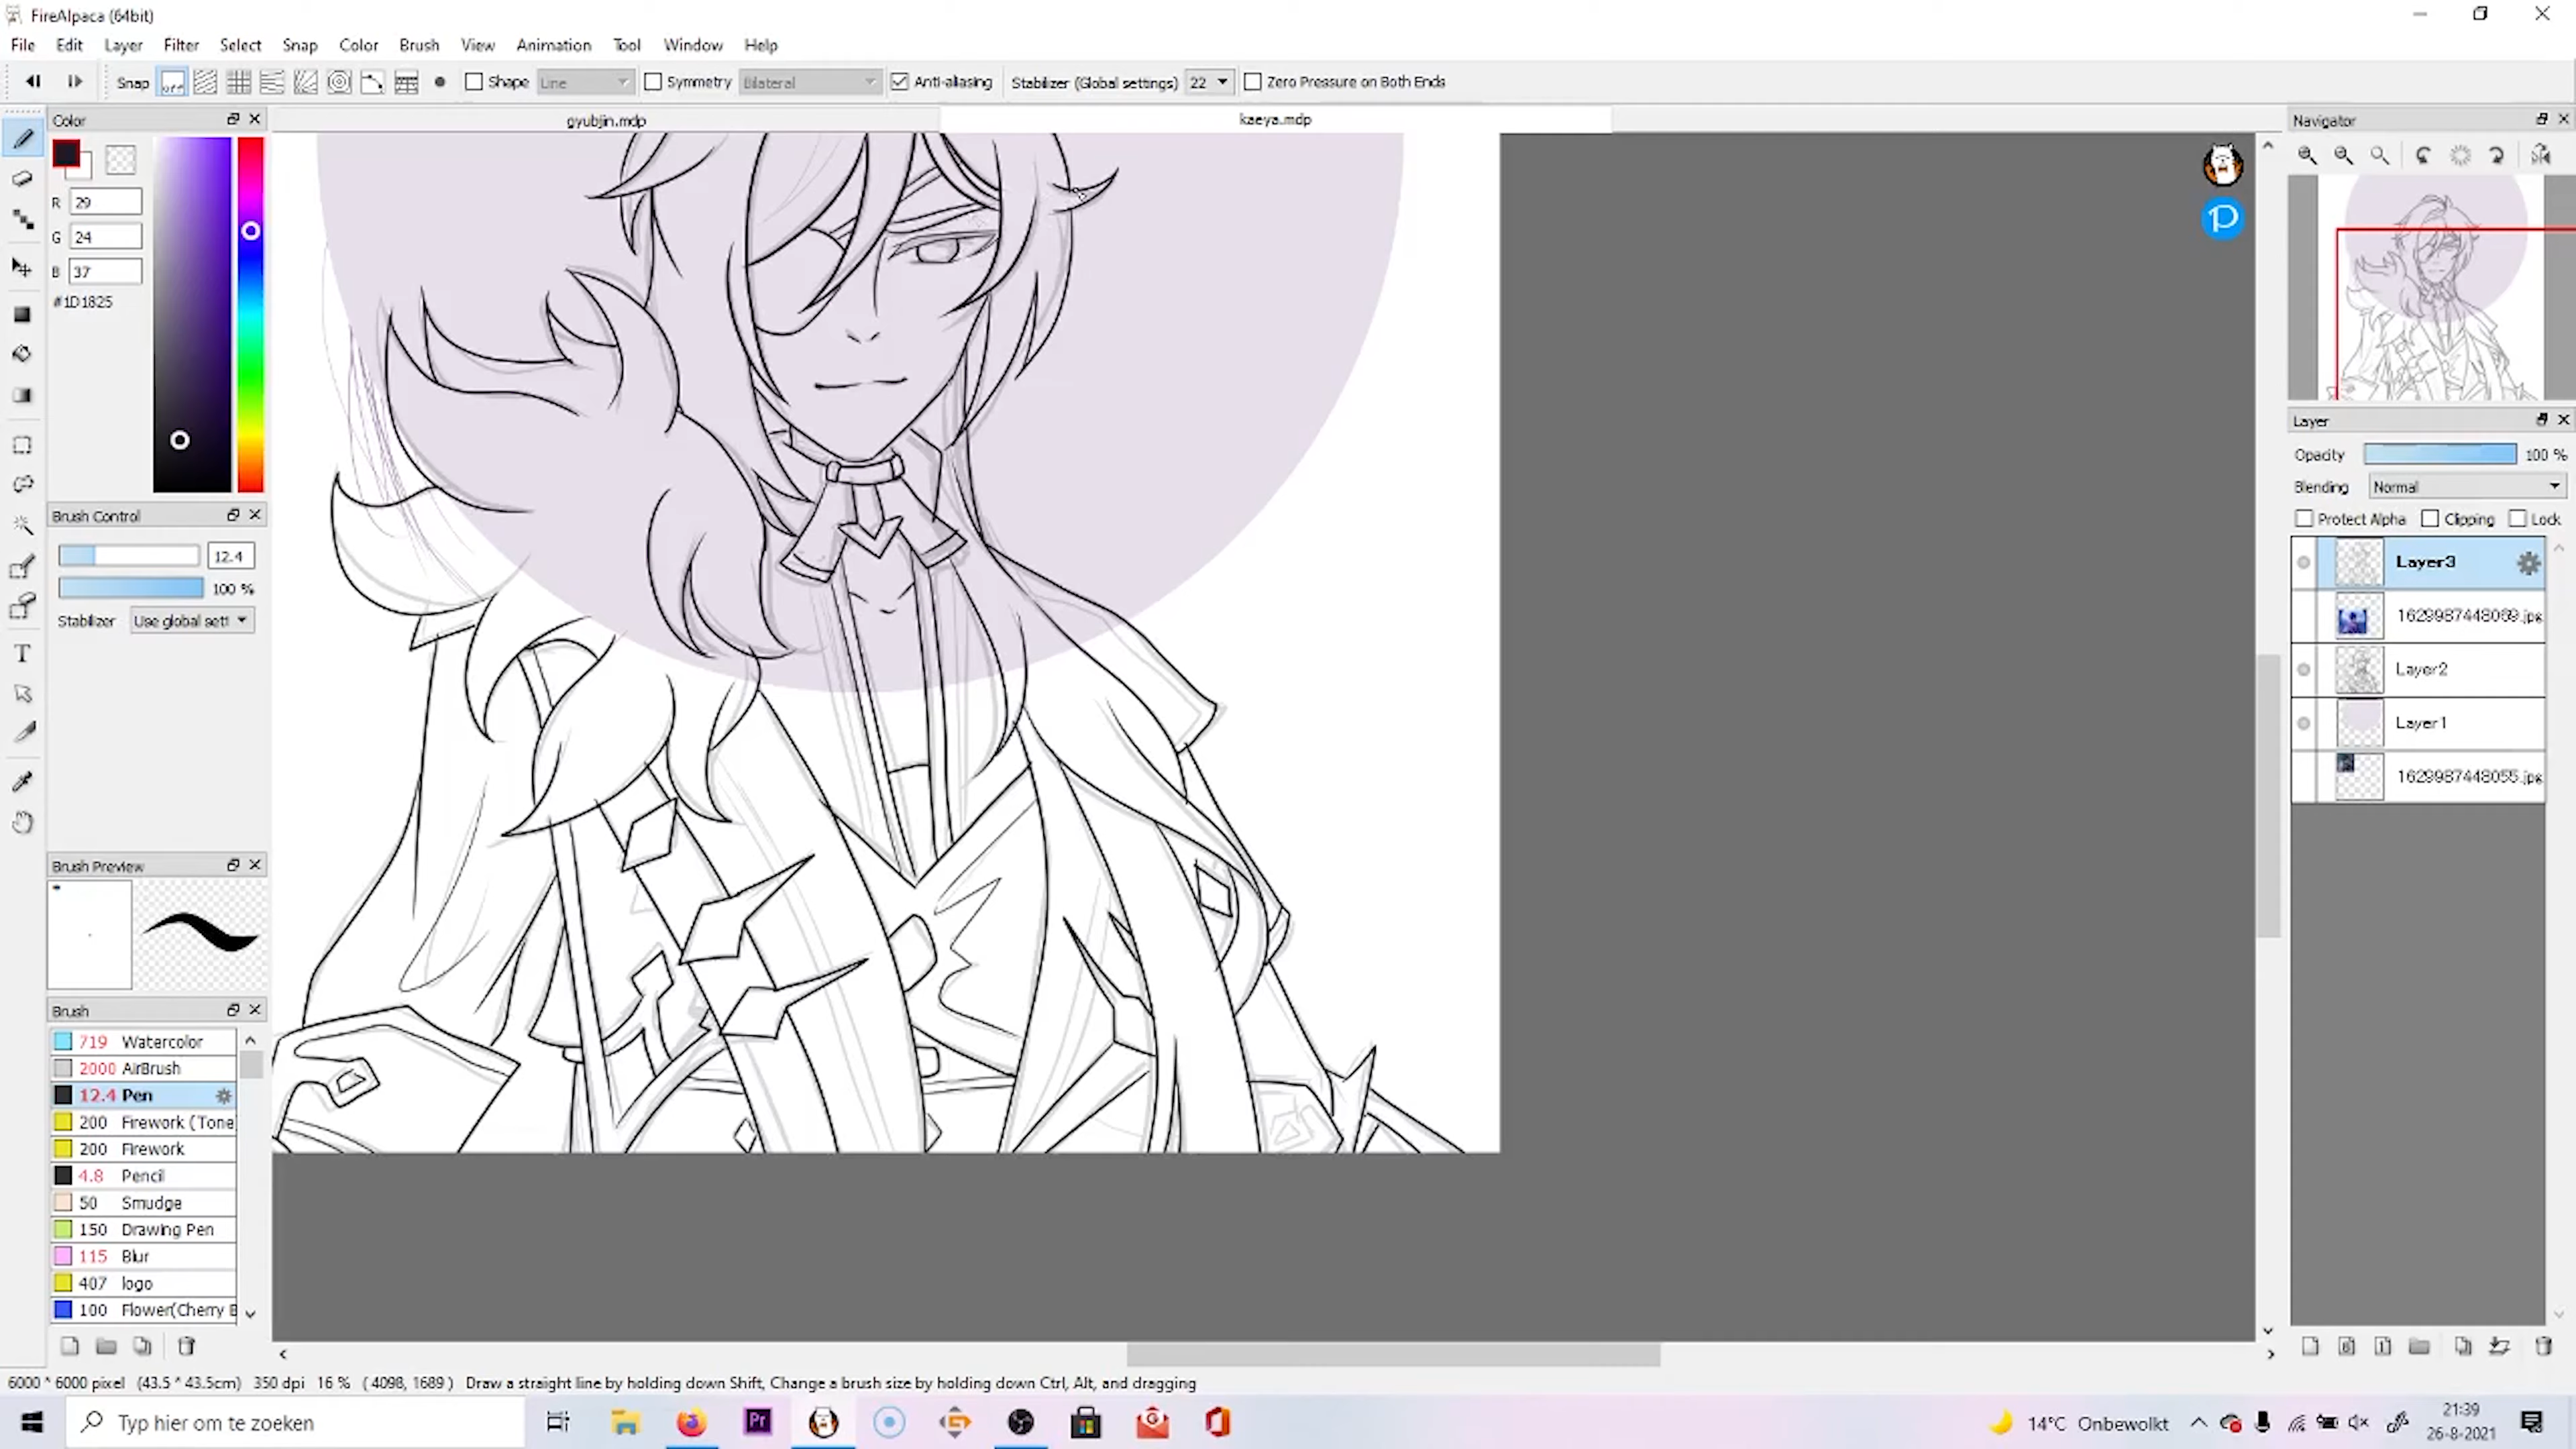 FireAlpaca (64bit)
File Edit Layer Filter Select Snap Color Brush View Animation Tool Window Help
Snap off Shape Line Symmetry Bilateral Anti-aliasing Stabilizer (Global settings) 22 Zero Pressure on Both Ends
Color
gyubjin.mdp
kaeya.mdp
Navigator
R 29
G 24
B 37
#1D1825
Brush Control
12.4
100 %
Stabilizer Use global sett
Brush Preview
Brush
719 Watercolor
2000 AirBrush
12.4 Pen
200 Firework (Tone
200 Firework
4.8 Pencil
50 Smudge
150 Drawing Pen
115 Blur
407 logo
100 Flower(Cherry B
P
Layer
Opacity 100 %
Blending Normal
Protect Alpha Clipping Lock
Layer3
1629987448069.jpg
Layer2
Layer1
1629987448055.jpg
6000 * 6000 pixel (43.5 * 43.5cm) 350 dpi 16 % ( 4098, 1689 ) Draw a straight line by holding down Shift, Change a brush size by holding down Ctrl, Alt, and dragging
Typ hier om te zoeken
Pr
14°C Onbewolkt
21:39
26-8-2021